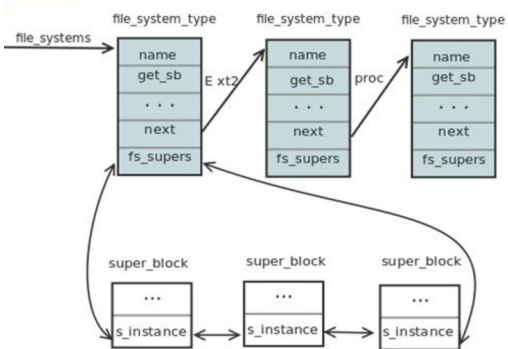 file_system_type file_system_type file_system_type
file_systems
name name name
get_sb get_sb get_sb
E xt2 proc
... ... ...
next next next
fs_supers fs_supers fs_supers
super_block super_block super_block
... ... ...
s_instance s_instance s_instance